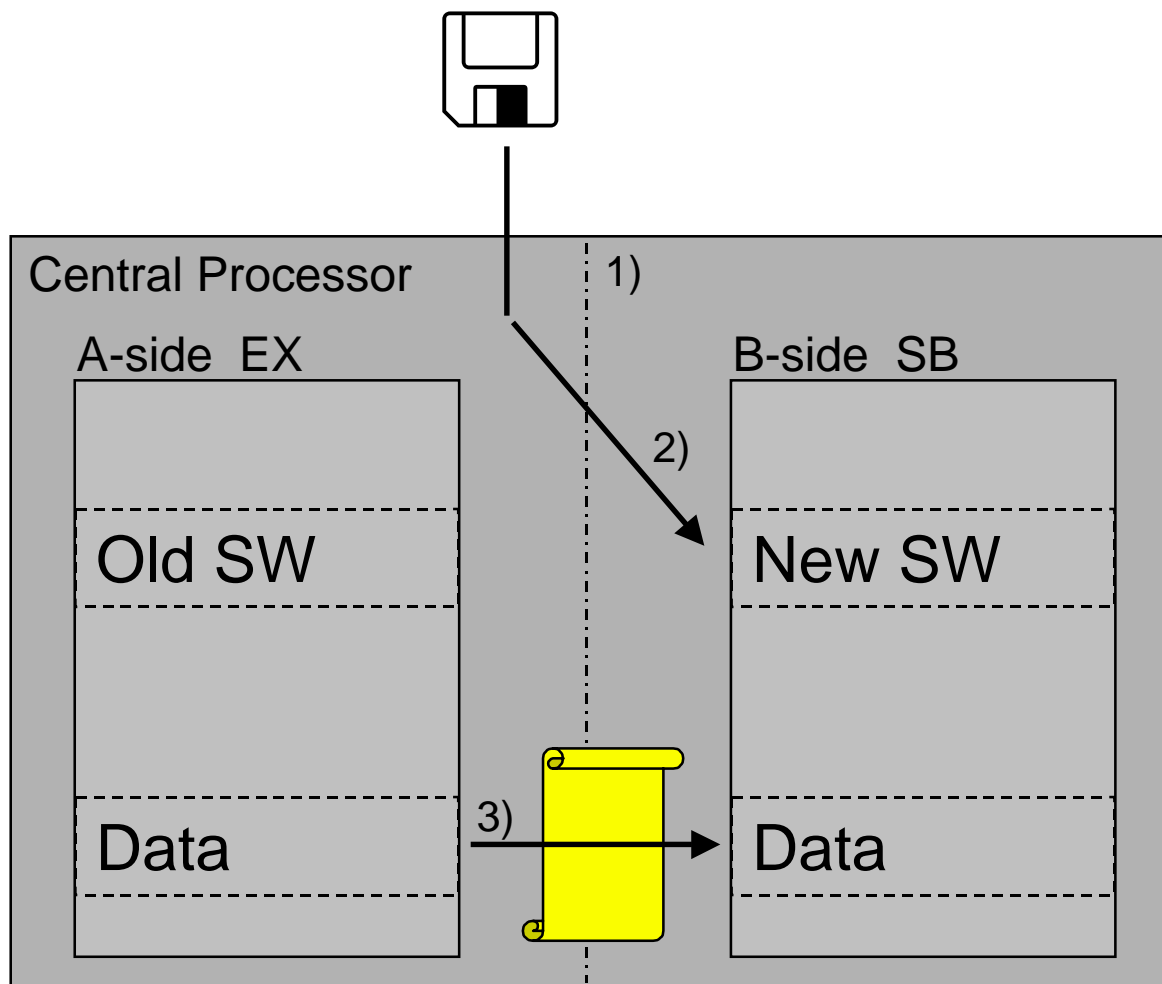 Central Processor
1)
A-side EX
B-side SB
2)
Old SW
New SW
3)
Data
Data